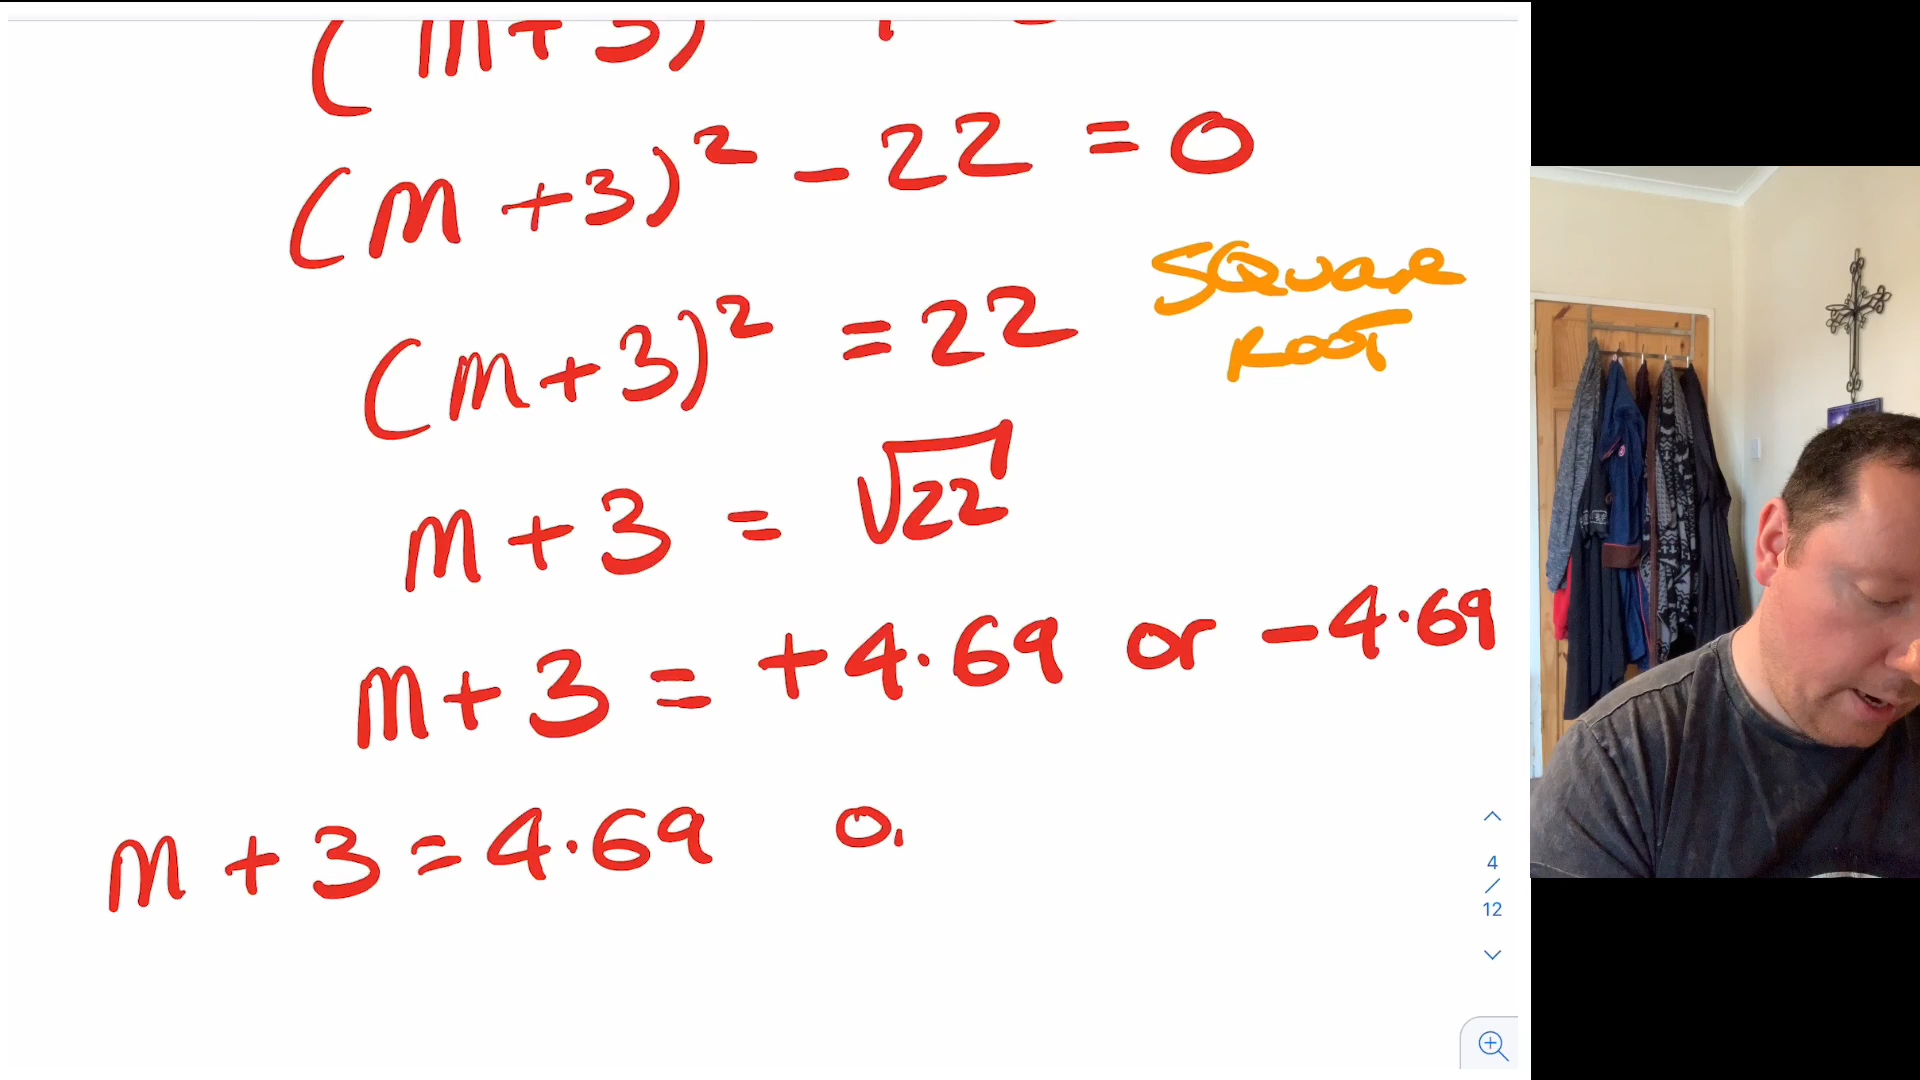 (m+3)
(m+3)² - 22 = 0
(m+3)² = 22
Square
Root
m+3 = √22
m+3 = +4.69 or -4.69
m+3 = 4.69 o
4
/
12